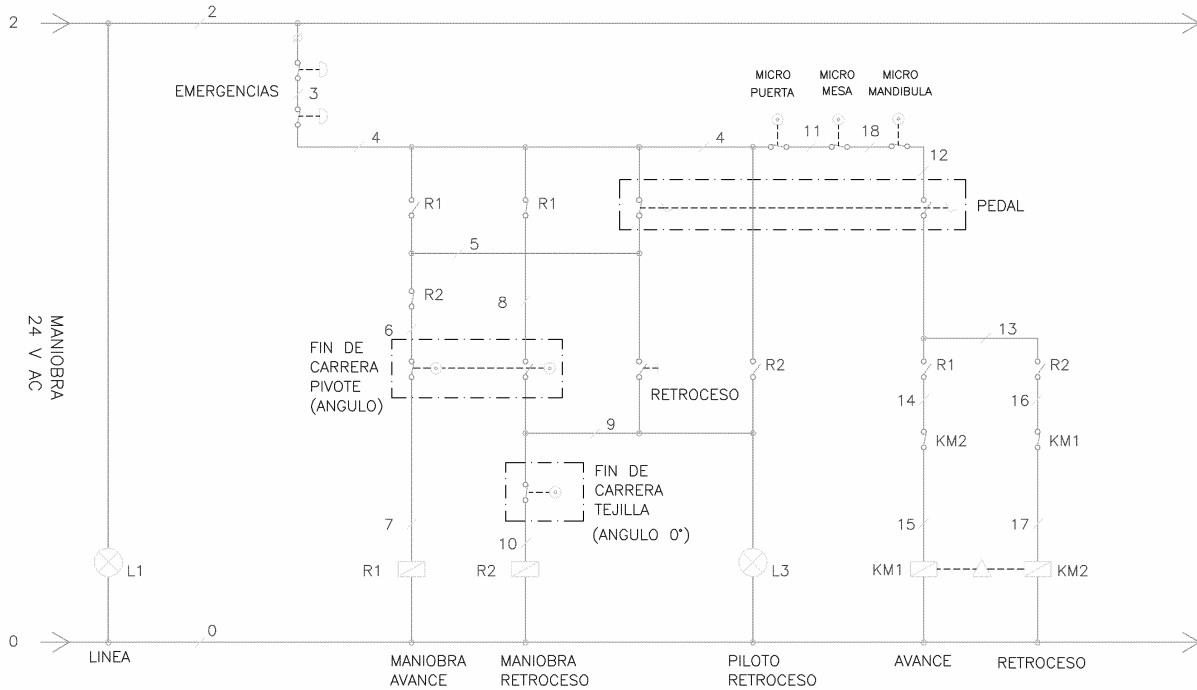 2
2
EMERGENCIAS
3
4
4
MICRO
PUERTA
MICRO
MESA
MICRO
MANDIBULA
11
18
12
R1
R1
PEDAL
5
R2
8
6
13
MANIOBRA
24 V AC
FIN DE
CARRERA
PIVOTE
(ANGULO)
RETROCESO
R2
R1
R2
14
16
9
KM2
KM1
FIN DE
CARRERA
TEJILLA
(ANGULO 0°)
7
10
15
17
L1
R1
R2
L3
KM1
KM2
0
0
LINEA
MANIOBRA
AVANCE
MANIOBRA
RETROCESO
PILOTO
RETROCESO
AVANCE
RETROCESO